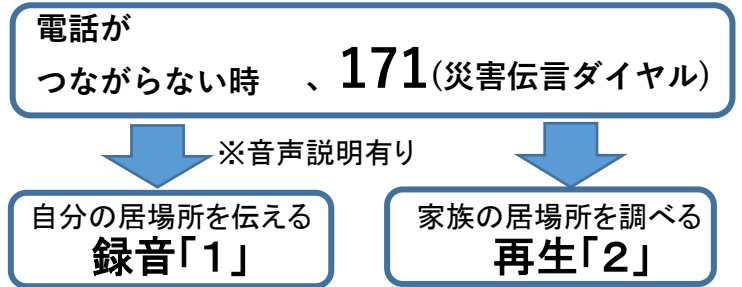 電話が
つながらない時　、171(災害伝言ダイヤル)
※音声説明有り
自分の居場所を伝える
録音｢１｣
家族の居場所を調べる
再生｢２｣